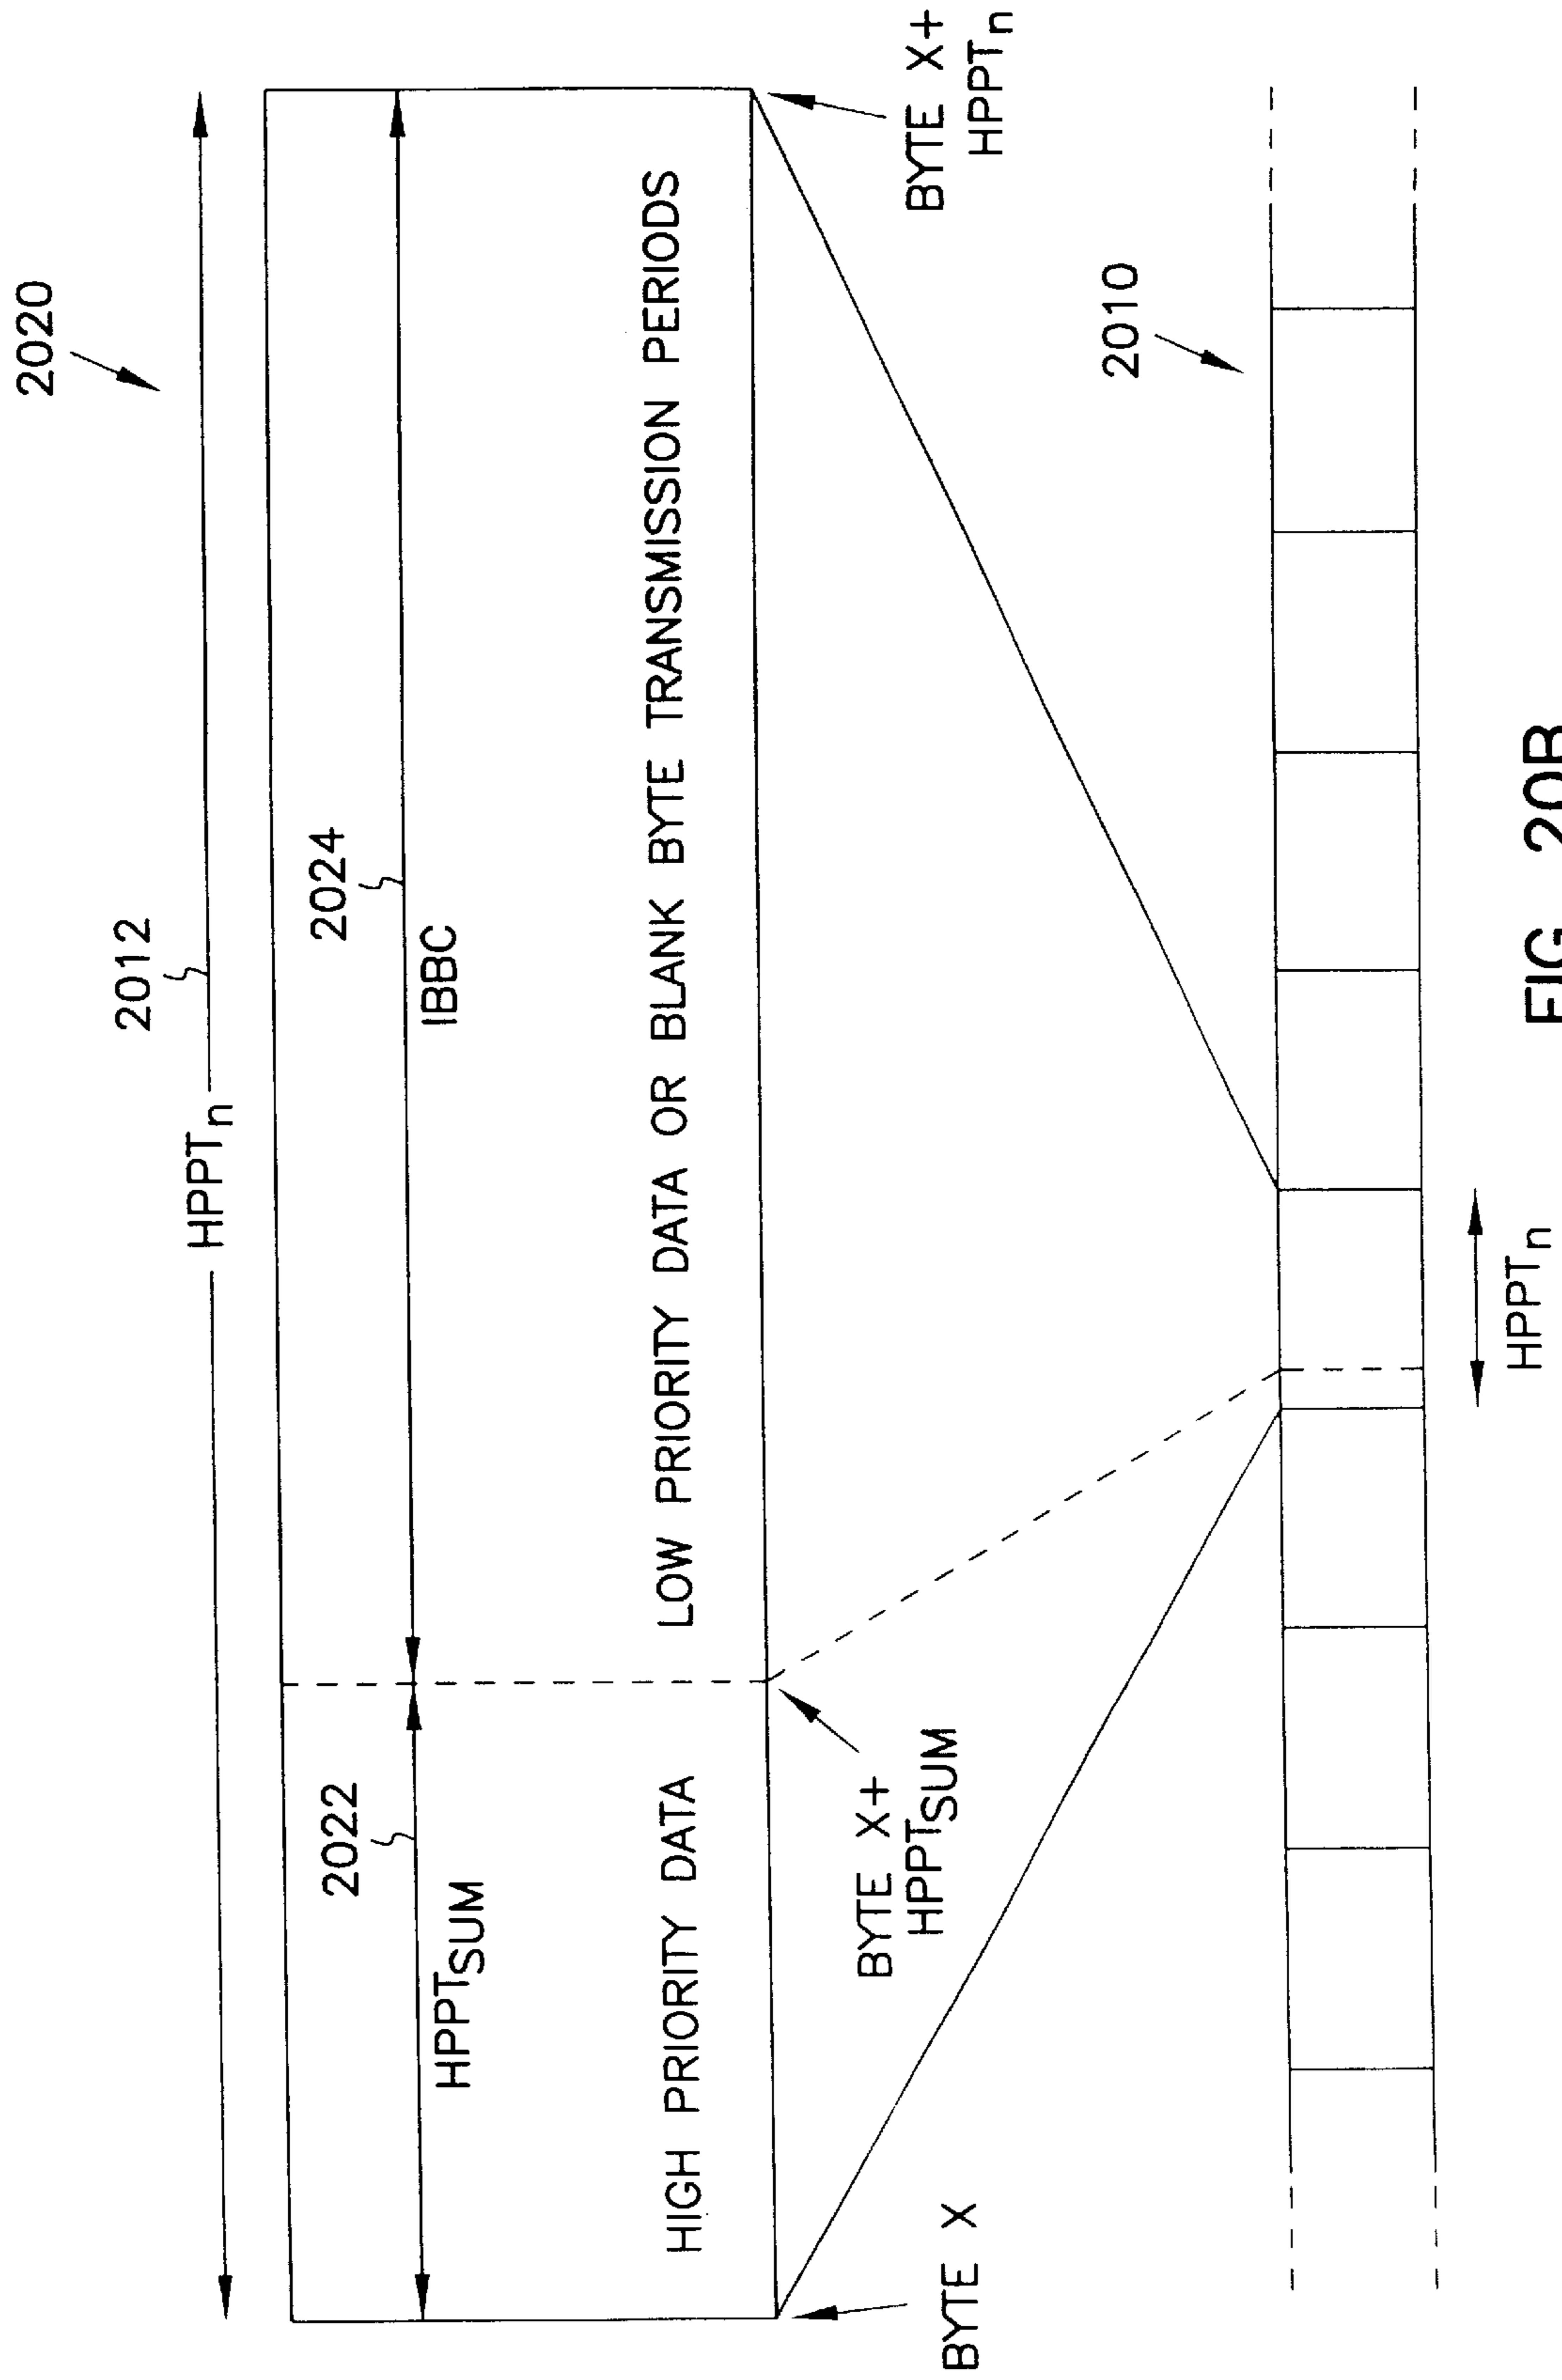 2020
2012
HPPTn
2022
2024
HPPTSUM
IBBC
HIGH PRIORITY DATA
LOW PRIORITY DATA OR BLANK BYTE TRANSMISSION PERIODS
BYTE X
BYTE X+
HPPTSUM
BYTE X+
HPPTn
2010
HPPTn
FIG. 20B